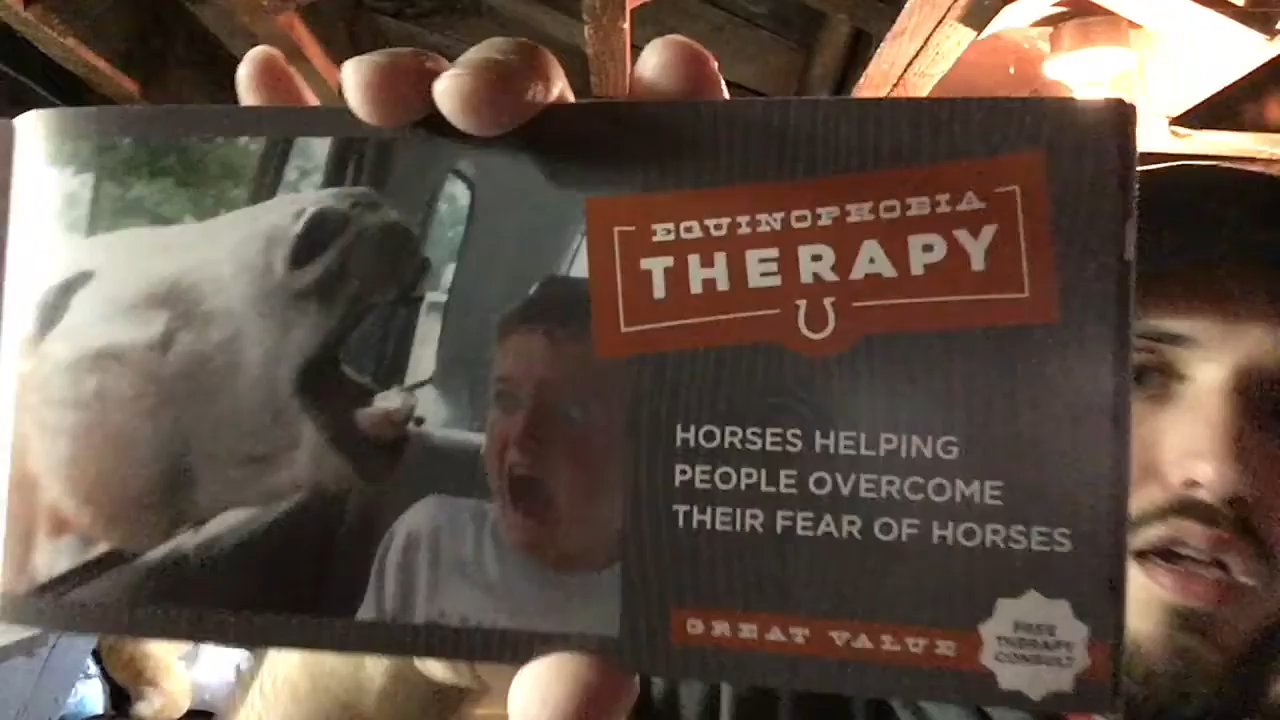 EQUINOPHOBIA
THERAPY
HORSES HELPING
PEOPLE OVERCOME
THEIR FEAR OF HORSES
GREAT VALUE
FREE
THERAPY
CONSULT